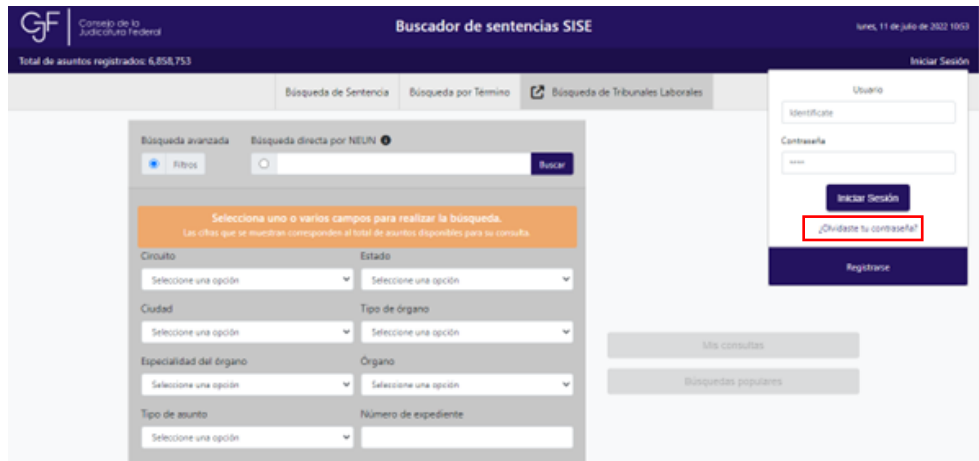 CJF
Consejo de la
Judicatura Federal
Buscador de sentencias SISE
lunes, 11 de julio de 2022 10:53
Total de asuntos registrados: 6,858,753
Iniciar Sesión
Búsqueda de Sentencia
Búsqueda por Término
Búsqueda de Tribunales Laborales
Usuario
Identifícate
Contraseña
Iniciar Sesión
¿Olvidaste tu contraseña?
Registrarse
Búsqueda avanzada
Búsqueda directa por NEUN
Filtros
Buscar
Selecciona uno o varios campos para realizar la búsqueda.
Las cifras que se muestran corresponden al total de asuntos disponibles para su consulta.
Circuito
Estado
Seleccione una opción
Seleccione una opción
Ciudad
Tipo de órgano
Seleccione una opción
Seleccione una opción
Especialidad del órgano
Órgano
Seleccione una opción
Seleccione una opción
Tipo de asunto
Número de expediente
Seleccione una opción
Mis consultas
Búsquedas populares